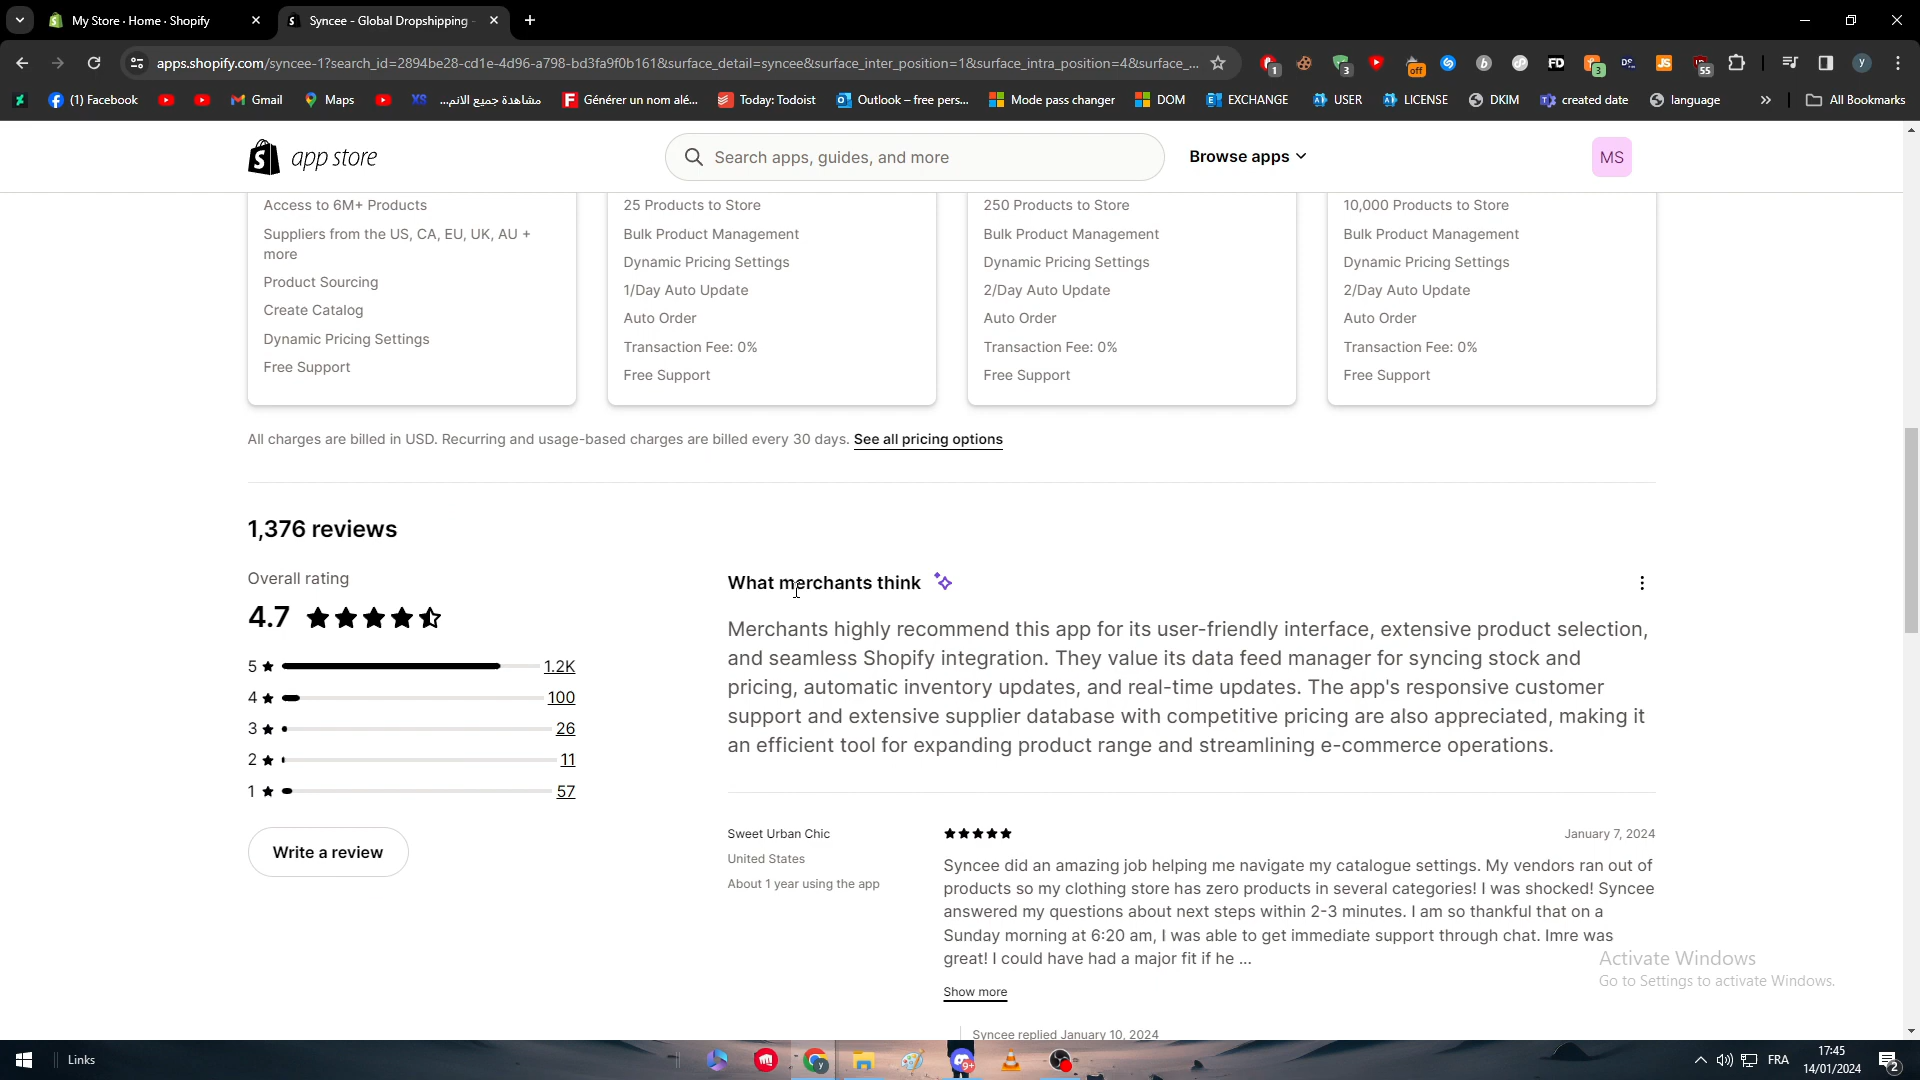 My Store · Home · Shopify
Syncee - Global Dropshipping -
apps.shopify.com/syncee-1?search_id=2894be28-cd1e-4d96-a798-bd3fa9f0b161&surface_detail=syncee&surface_inter_position=1&surface_intra_position=4&surface_...
1
3
off
FD
3
JS
55
y
(1) Facebook
Gmail
Maps
مشاهدة جميع الانم...
Générer un nom alé...
Today: Todoist
Outlook – free pers...
Mode pass changer
DOM
EXCHANGE
USER
LICENSE
DKIM
created date
language
All Bookmarks
app store
Search apps, guides, and more
Browse apps
MS
Access to 6M+ Products
Suppliers from the US, CA, EU, UK, AU +
more
Product Sourcing
Create Catalog
Dynamic Pricing Settings
Free Support
25 Products to Store
Bulk Product Management
Dynamic Pricing Settings
1/Day Auto Update
Auto Order
Transaction Fee: 0%
Free Support
250 Products to Store
Bulk Product Management
Dynamic Pricing Settings
2/Day Auto Update
Auto Order
Transaction Fee: 0%
Free Support
10,000 Products to Store
Bulk Product Management
Dynamic Pricing Settings
2/Day Auto Update
Auto Order
Transaction Fee: 0%
Free Support
All charges are billed in USD. Recurring and usage-based charges are billed every 30 days. See all pricing options
1,376 reviews
Overall rating
4.7
5 1.2K
4 100
3 26
2 11
1 57
Write a review
What merchants think
Merchants highly recommend this app for its user-friendly interface, extensive product selection,
and seamless Shopify integration. They value its data feed manager for syncing stock and
pricing, automatic inventory updates, and real-time updates. The app's responsive customer
support and extensive supplier database with competitive pricing are also appreciated, making it
an efficient tool for expanding product range and streamlining e-commerce operations.
Sweet Urban Chic
United States
About 1 year using the app
January 7, 2024
Syncee did an amazing job helping me navigate my catalogue settings. My vendors ran out of
products so my clothing store has zero products in several categories! I was shocked! Syncee
answered my questions about next steps within 2-3 minutes. I am so thankful that on a
Sunday morning at 6:20 am, I was able to get immediate support through chat. Imre was
great! I could have had a major fit if he ...
Show more
Syncee replied January 10, 2024
Activate Windows
Go to Settings to activate Windows.
Links
FRA
17:45
14/01/2024
2